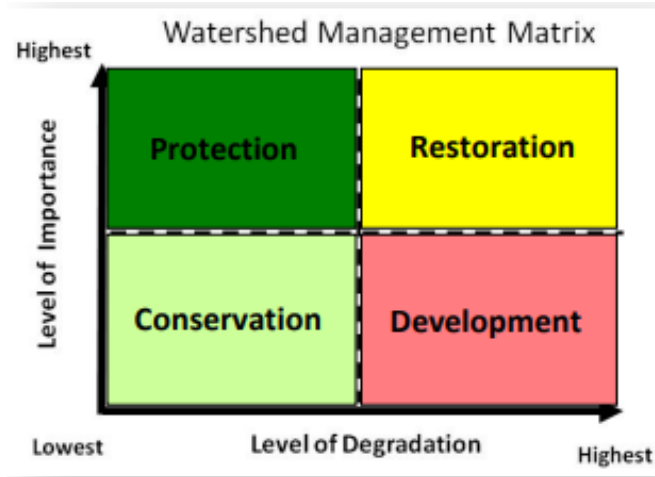 Watershed Management Matrix
Highest
Level of Importance
Protection
Restoration
Conservation
Development
Lowest
Level of Degradation
Highest